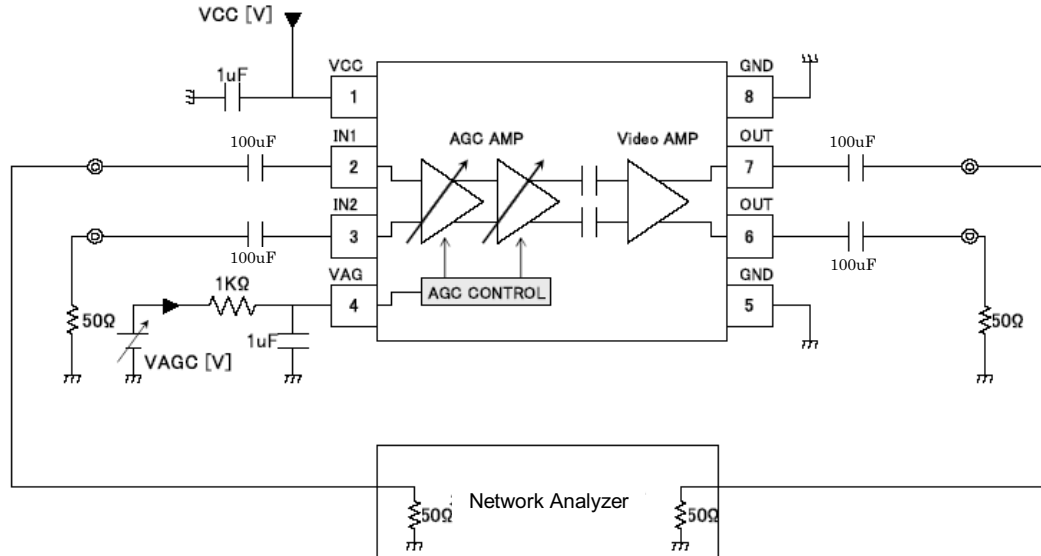 VCC [V]
1uF
VCC
1
GND
8
100uF
IN1
2
AGC AMP
Video AMP
OUT
7
100uF
IN2
3
100uF
OUT
6
100uF
50Ω
1KΩ
VAG
4
AGC CONTROL
GND
5
50Ω
VAGC [V]
1uF
Network Analyzer
50Ω
50Ω